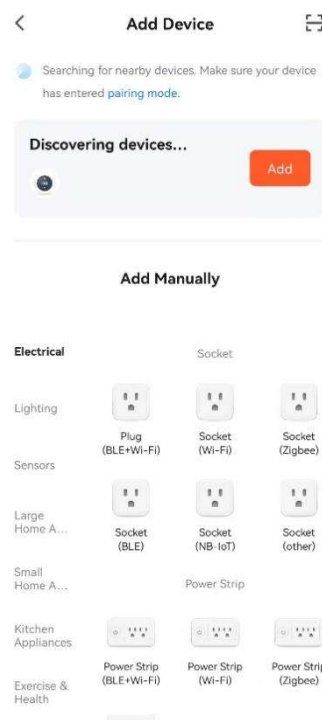 Add Device
Searching for nearby devices. Make sure your device
has entered pairing mode.
Discovering devices...
Add
Add Manually
Electrical
Lighting
Sensors
Large
Home A...
Small
Home A...
Kitchen
Appliances
Exercise &
Health
Socket
Plug
(BLE+Wi-Fi)
Socket
(Wi-Fi)
Socket
(Zigbee)
Socket
(BLE)
Socket
(NB-IoT)
Socket
(other)
Power Strip
Power Strip
(BLE+Wi-Fi)
Power Strip
(Wi-Fi)
Power Strip
(Zigbee)